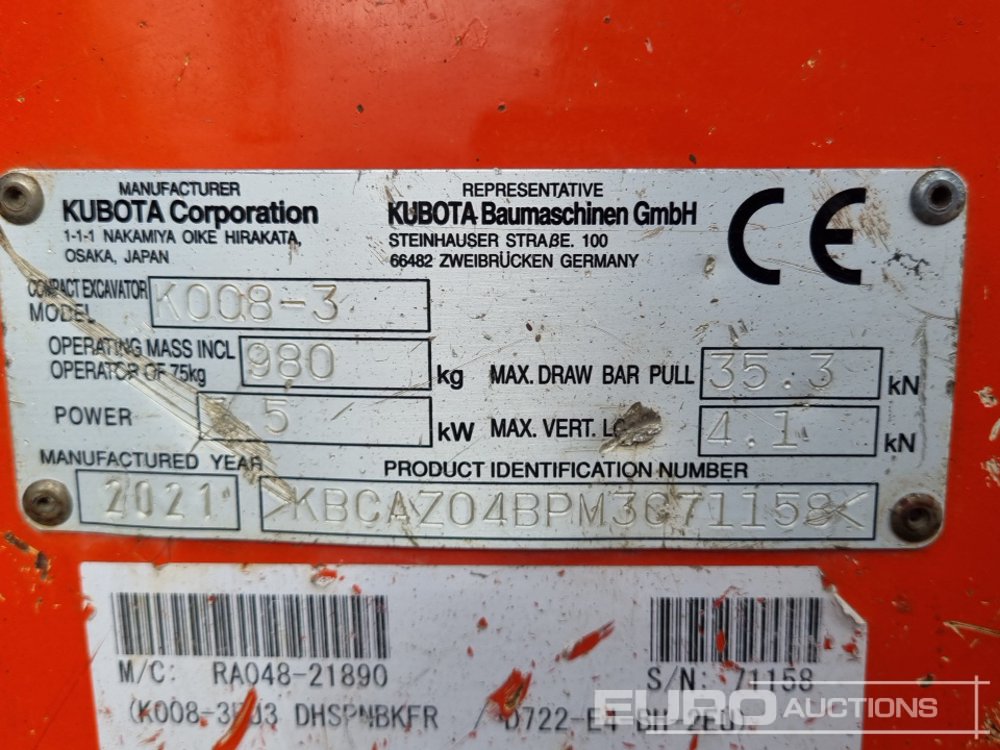 MANUFACTURER
KUBOTA Corporation
1-1-1 NAKAMIYA OIKE HIRAKATA,
OSAKA, JAPAN
REPRESENTATIVE
KUBOTA Baumaschinen GmbH
STEINHAUSER STRAßE. 100
66482 ZWEIBRÜCKEN GERMANY
CE
COMPACT EXCAVATOR
MODEL K008-3
OPERATING MASS INCL
OPERATOR OF 75kg 980 kg
MAX. DRAW BAR PULL 35.3 kN
POWER 5 kW
MAX. VERT. 4.1 kN
MANUFACTURED YEAR 2021
PRODUCT IDENTIFICATION NUMBER
>KBCAZ04BPM3C71158<
M/C: RA048-21890
S/N: 71158
DHSPNBKFR /
EURO AUCTIONS